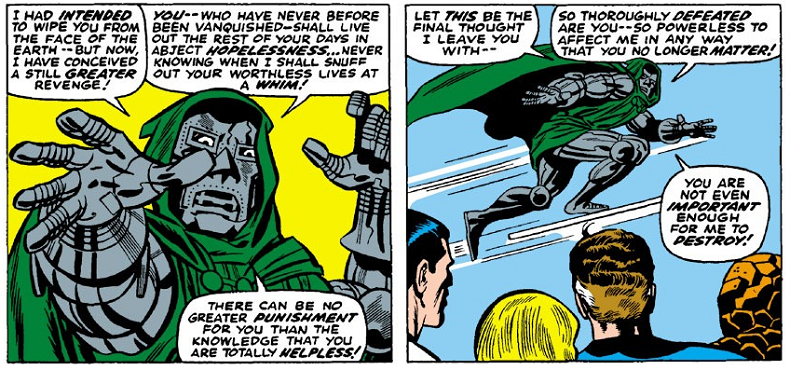 I HAD INTENDED
TO WIPE YOU FROM
THE FACE OF THE
EARTH--BUT NOW,
I HAVE CONCEIVED
A STILL GREATER
REVENGE!
YOU--WHO HAVE NEVER BEFORE
BEEN VANQUISHED--SHALL LIVE
OUT THE REST OF YOUR DAYS IN
ABJECT HOPELESSNESS...NEVER
KNOWING WHEN I SHALL SNUFF
OUT YOUR WORTHLESS LIVES AT
A WHIM!
THERE CAN BE NO
GREATER PUNISHMENT
FOR YOU THAN THE
KNOWLEDGE THAT YOU
ARE TOTALLY HELPLESS!
LET THIS BE THE
FINAL THOUGHT
I LEAVE YOU
WITH--
SO THOROUGHLY DEFEATED
ARE YOU--SO POWERLESS TO
AFFECT ME IN ANY WAY
THAT YOU NO LONGER MATTER!
YOU ARE
NOT EVEN
IMPORTANT
ENOUGH
FOR ME TO
DESTROY!